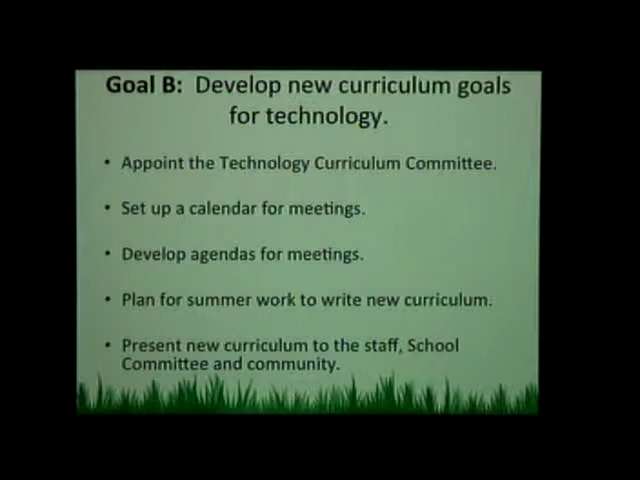 Goal B: Develop new curriculum goals
for technology.
• Appoint the Technology Curriculum Committee.
• Set up a calendar for meetings.
• Develop agendas for meetings.
• Plan for summer work to write new curriculum.
• Present new curriculum to the staff, School
Committee and community.